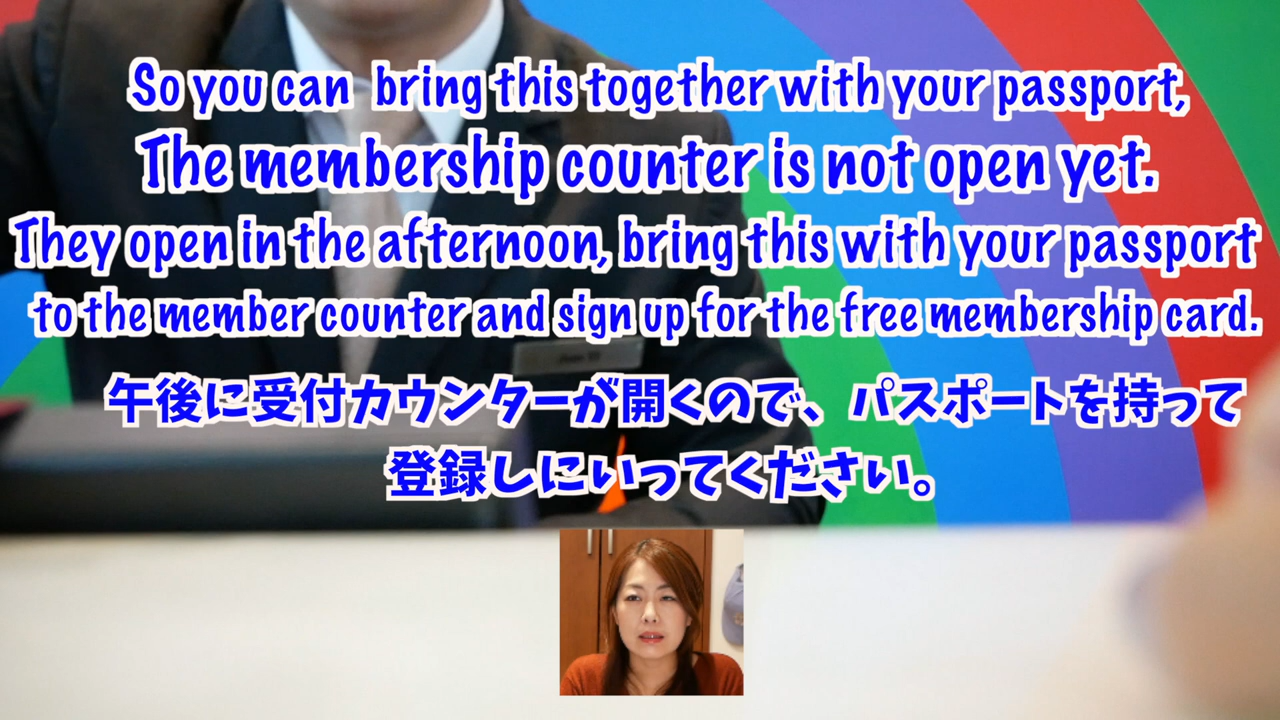 So you can bring this together with your passport,
The membership counter is not open yet.
They open in the afternoon, bring this with your passport
to the member counter and sign up for the free membership card.
午後に受付カウンターが開くので、パスポートを持って
登録しにいってください。